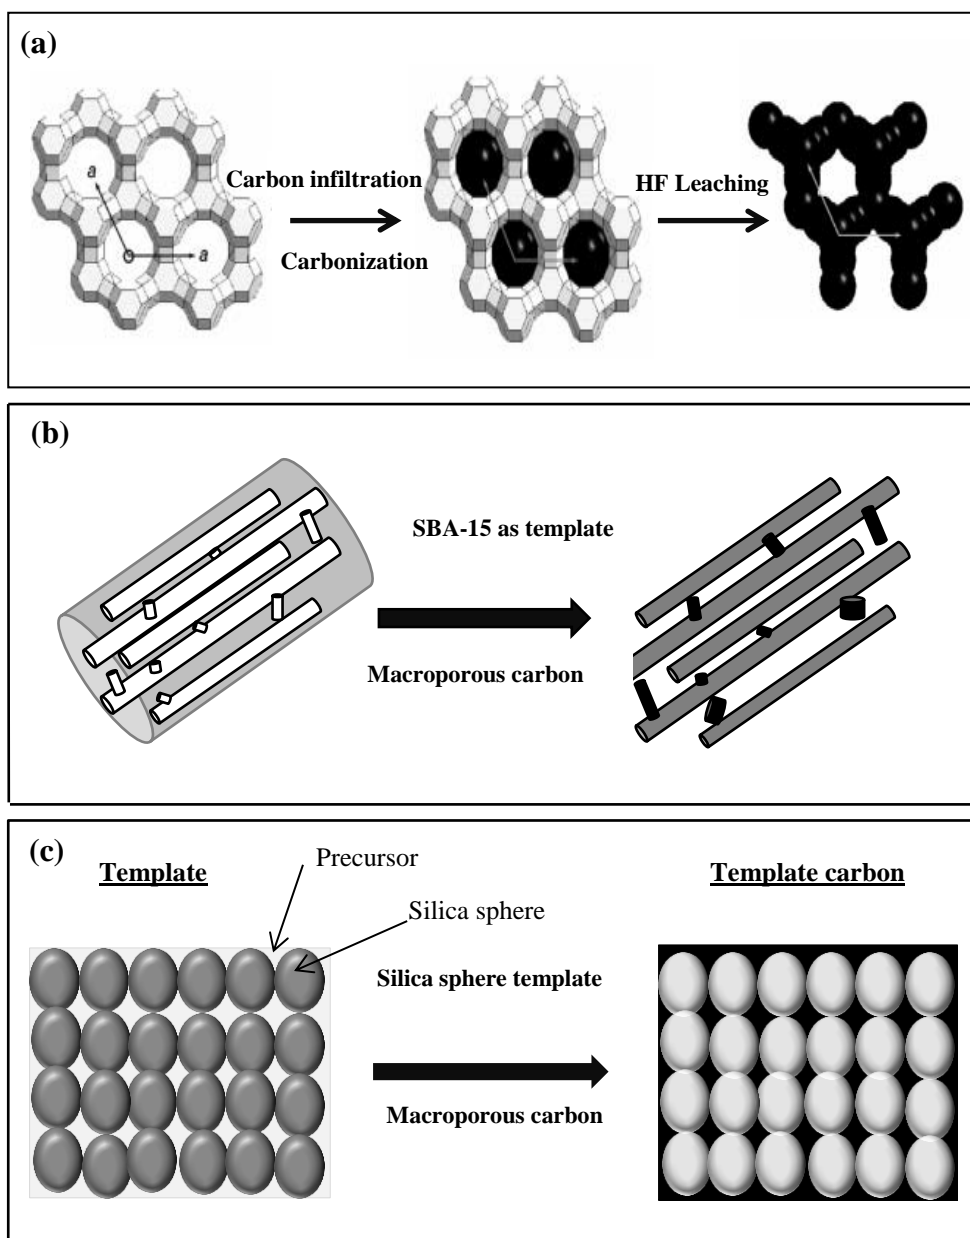 (a)
a
a
Carbon infiltration
Carbonization
HF Leaching
(b)
SBA-15 as template
Macroporous carbon
(c)
Template
Precursor
Silica sphere
Template carbon
Silica sphere template
Macroporous carbon